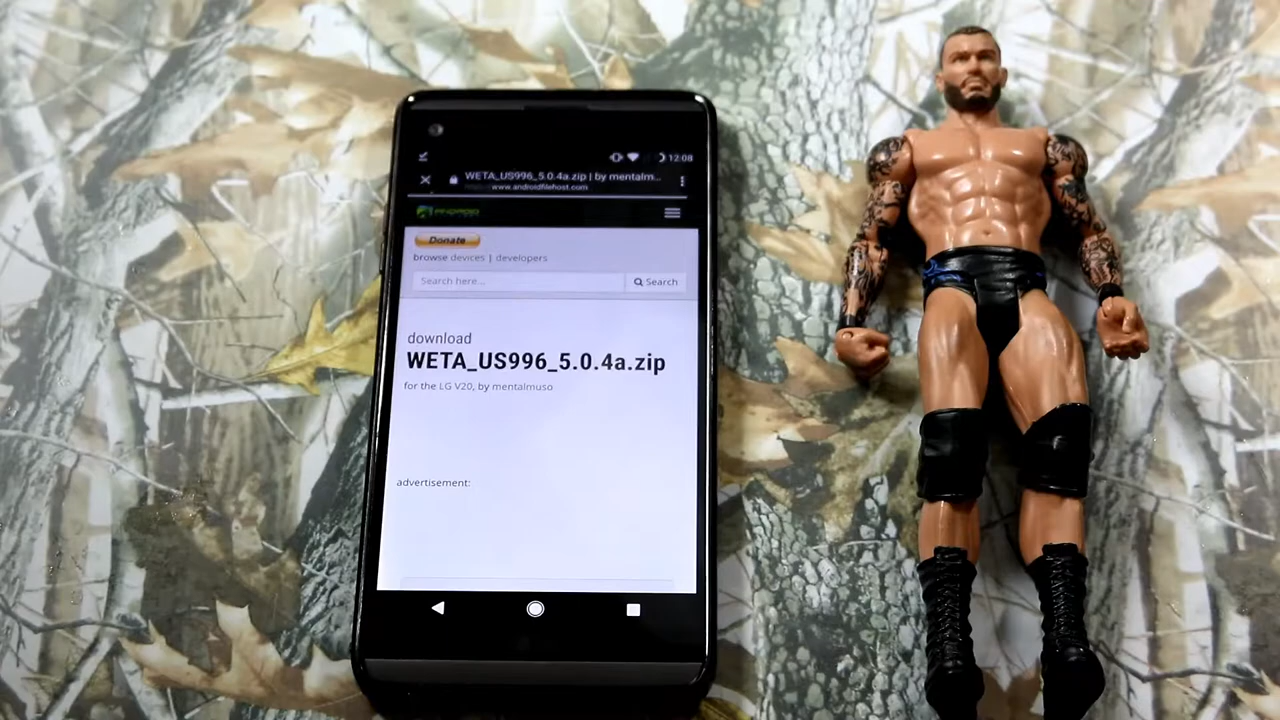 12:08
WETA_US996_5.0.4a.zip | by mentalm...
www.androidfilehost.com
ANDROID
Donate
browse devices | developers
Search here...
Search
download
WETA_US996_5.0.4a.zip
for the LG V20, by mentalmuso
advertisement: